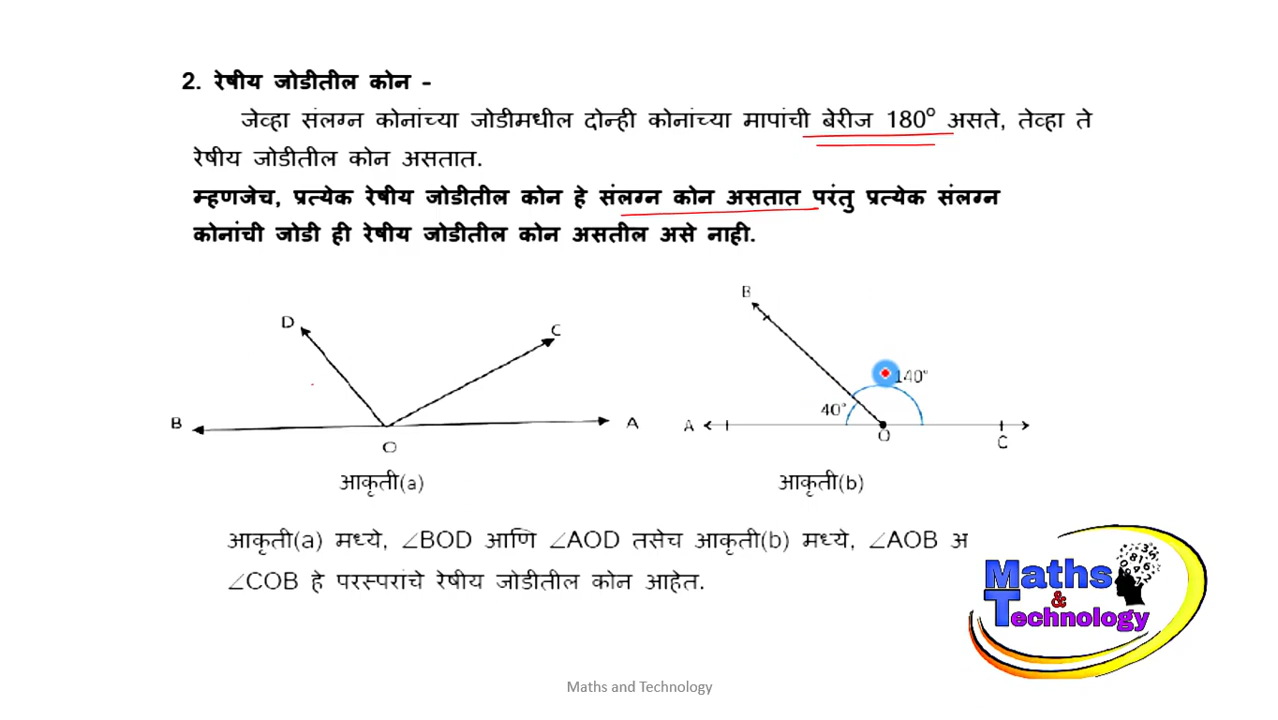 2. रेषीय जोडीतील कोन -
जेव्हा संलग्न कोनांच्या जोडीमधील दोन्ही कोनांच्या मापांची बेरीज 180° असते, तेव्हा ते
रेषीय जोडीतील कोन असतात.
म्हणजेच, प्रत्येक रेषीय जोडीतील कोन हे संलग्न कोन असतात परंतु प्रत्येक संलग्न
कोनांची जोडी ही रेषीय जोडीतील कोन असतील असे नाही.
D
C
B
A
O
B
140°
40°
A
O
C
आकृती(a)
आकृती(b)
आकृती(a) मध्ये, ∠BOD आणि ∠AOD तसेच आकृती(b) मध्ये, ∠AOB
∠COB हे परस्परांचे रेषीय जोडीतील कोन आहेत.
Maths
&
Technology
Maths and Technology